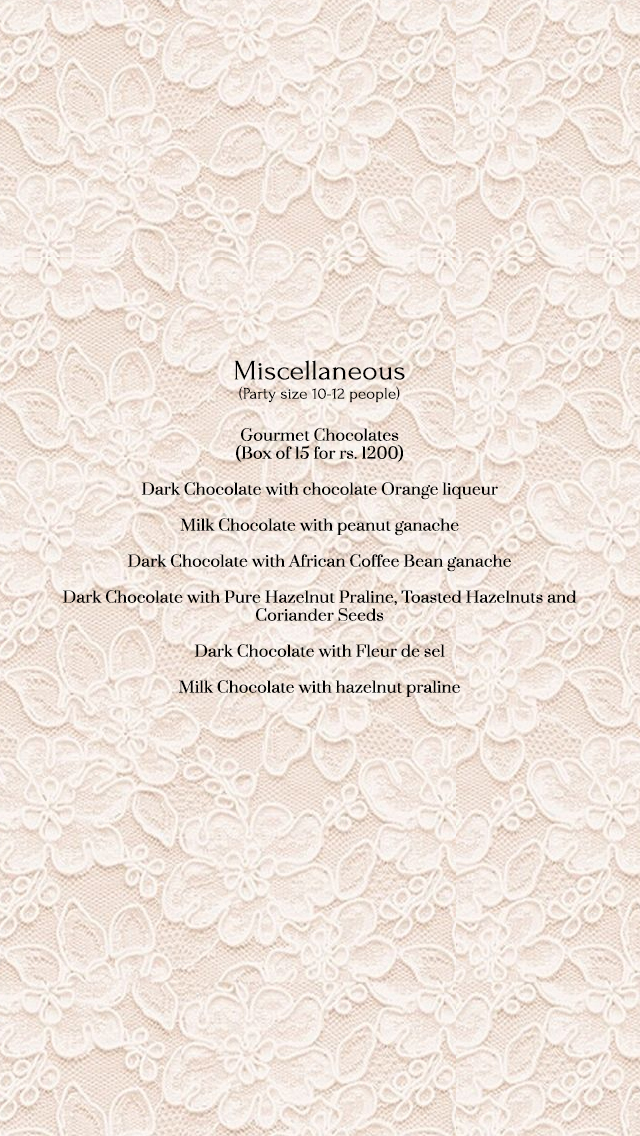 Miscellaneous
(Party size 10-12 people)
Gourmet Chocolates
(Box of 15 for rs. 1200)
Dark Chocolate with chocolate Orange liqueur
Milk Chocolate with peanut ganache
Dark Chocolate with African Coffee Bean ganache
Dark Chocolate with Pure Hazelnut Praline, Toasted Hazelnuts and
Coriander Seeds
Dark Chocolate with Fleur de sel
Milk Chocolate with hazelnut praline